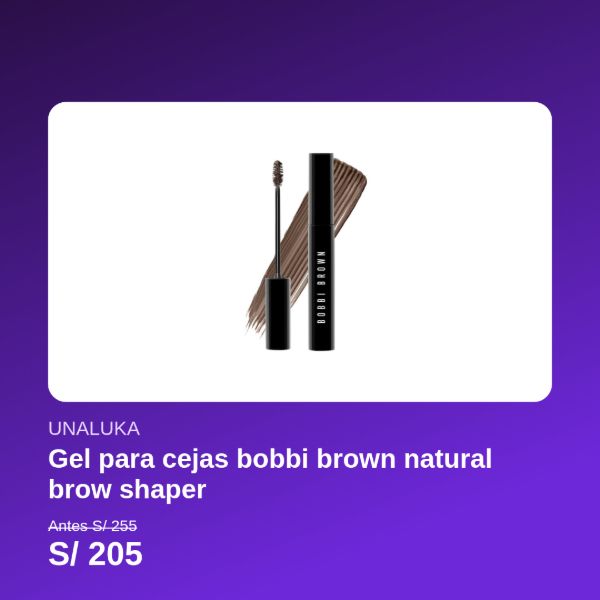 BOBBI BROWN
UNALUKA
Gel para cejas bobbi brown natural
brow shaper
Antes S/ 255
S/ 205